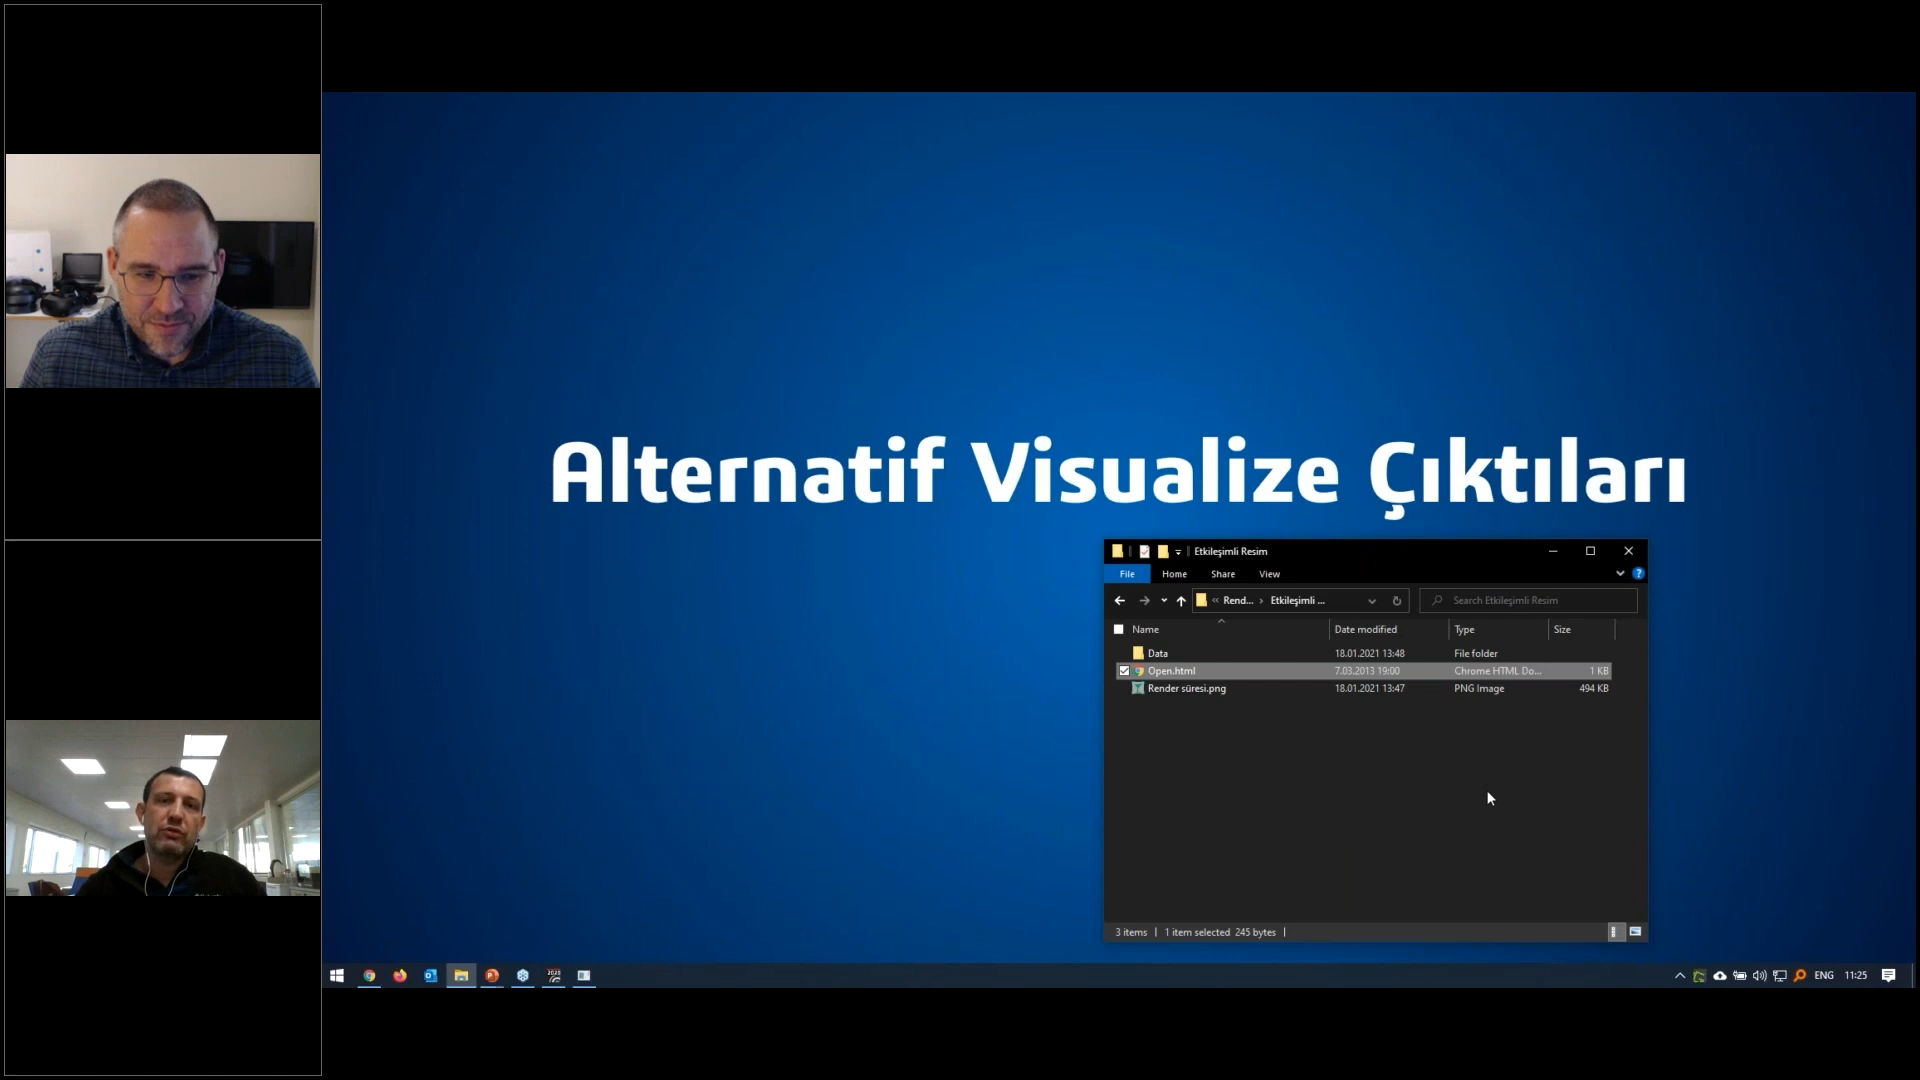 Alternatif Visualize Çıktıları
Etkileşimli Resim
File Home Share View
Rend... Etkileşimli ... Search Etkileşimli Resim
Name Date modified Type Size
Data 18.01.2021 13:48 File folder
Open.html 7.03.2013 19:00 Chrome HTML Do... 1 KB
Render süresi.png 18.01.2021 13:47 PNG Image 494 KB
3 items 1 item selected 245 bytes
ENG 11:25